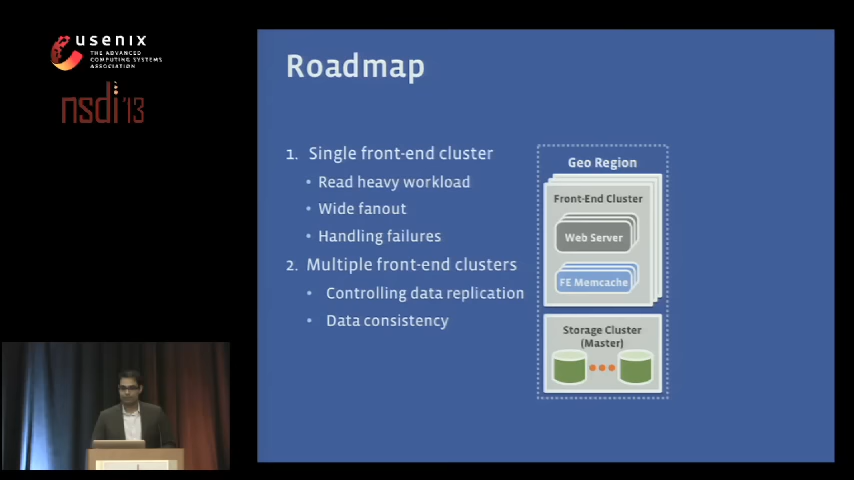 usenix
THE ADVANCED
COMPUTING SYSTEMS
ASSOCIATION
nsdi '13
Roadmap
1. Single front-end cluster
• Read heavy workload
• Wide fanout
• Handling failures
2. Multiple front-end clusters
• Controlling data replication
• Data consistency
Geo Region
Front-End Cluster
Web Server
FE Memcache
Storage Cluster
(Master)